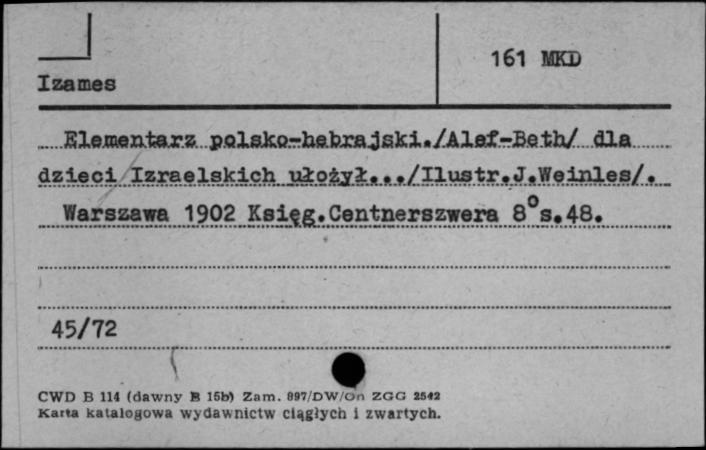 161 MKD
Izames
Elementarz polsko-hebrajski./Alef-Beth/ dla
dzieci Izraelskich ułożył.../Ilustr.J.Weinles/.
Warszawa 1902 Księg.Centnerszwera 8° s.48.
45/72
CWD B 114 (dawny B 15b) Zam. 897/DW/On ZGG 2542
Karta katalogowa wydawnictw ciągłych i zwartych.